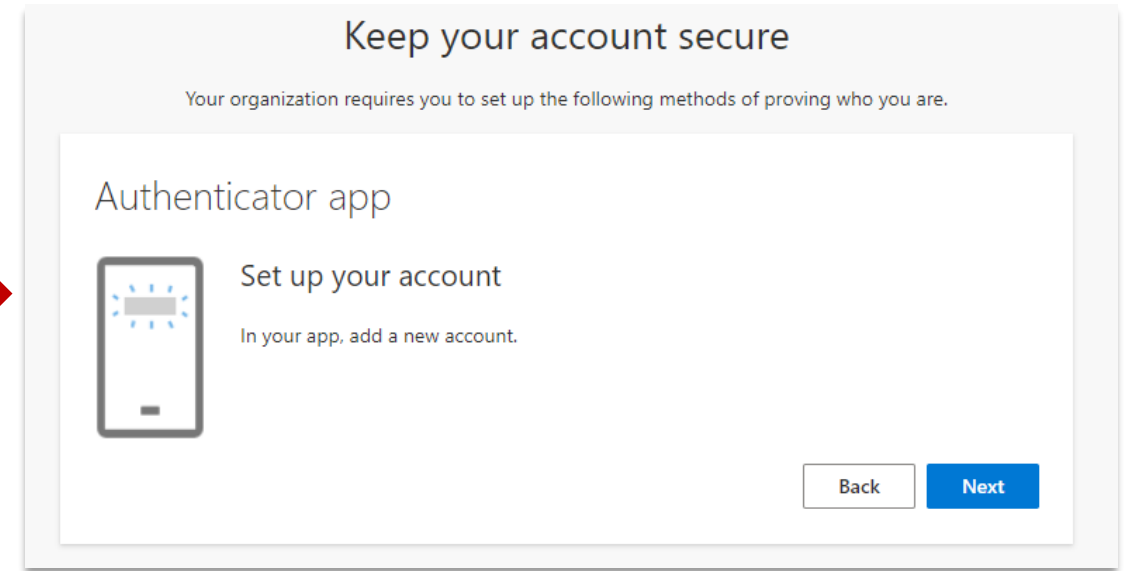 Keep your account secure
Your organization requires you to set up the following methods of proving who you are.
Authenticator app
Set up your account
In your app, add a new account.
Back Next